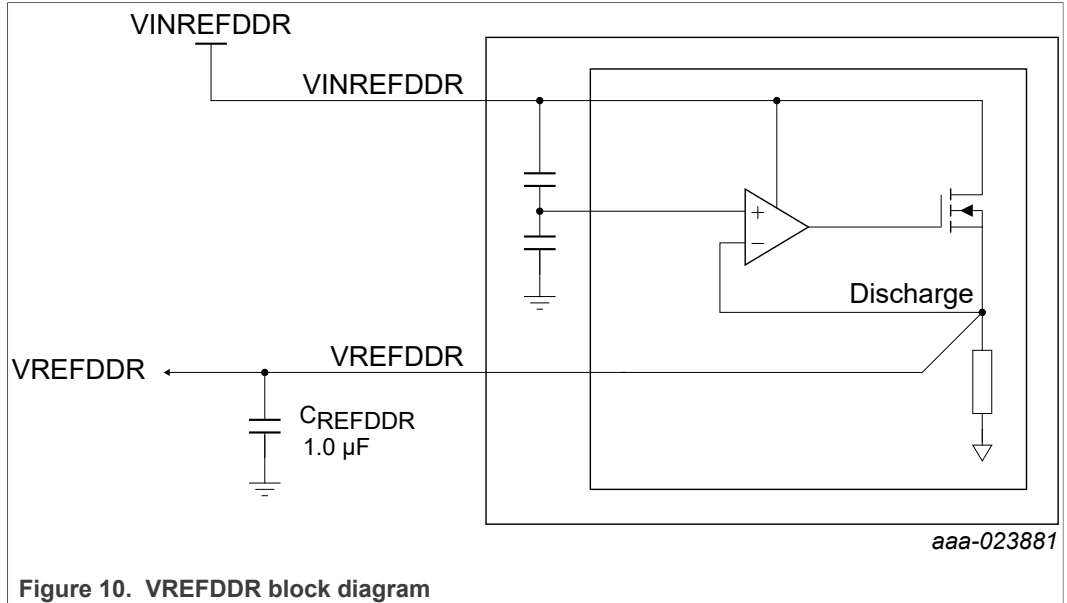 VINREFDDR
VINREFDDR
+
−
Discharge
VREFDDR
VREFDDR
CREFDDR
1.0 µF
aaa-023881
Figure 10. VREFDDR block diagram